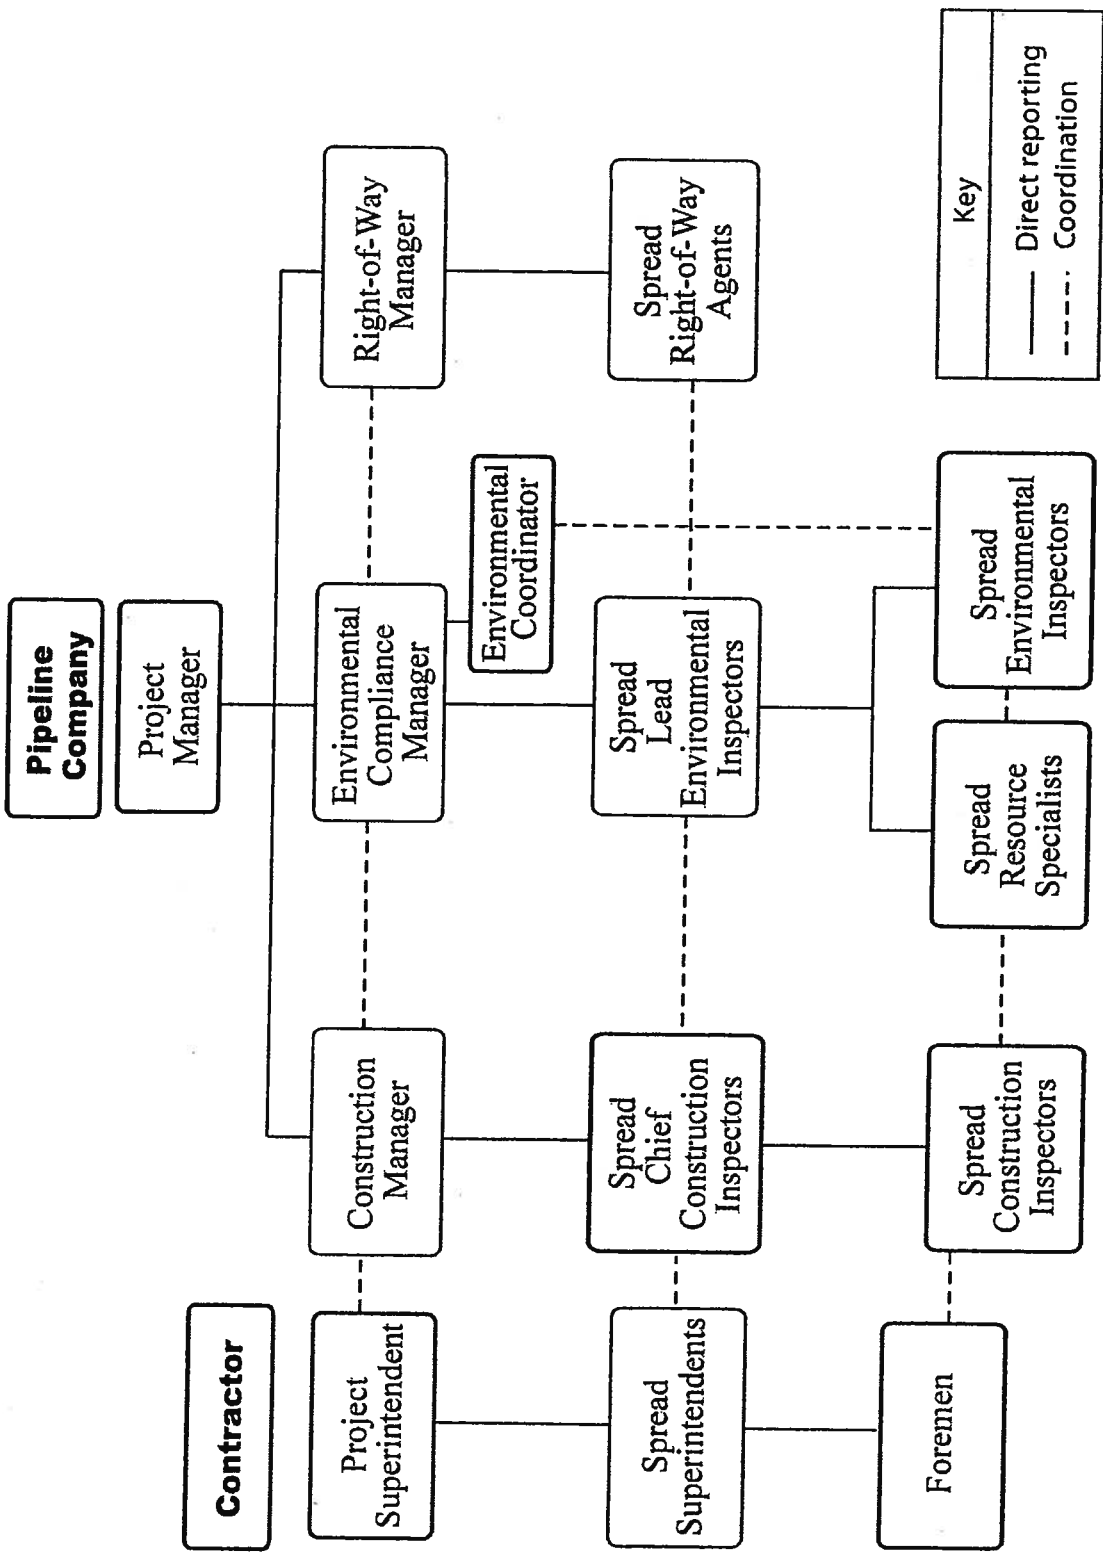 Pipeline
Company
Contractor
Project
Manager
Project
Superintendent
Construction
Manager
Environmental
Compliance
Manager
Right-of-Way
Manager
Environmental
Coordinator
Spread
Superintendents
Spread
Chief
Construction
Inspectors
Spread
Lead
Environmental
Inspectors
Spread
Right-of-Way
Agents
Foremen
Spread
Construction
Inspectors
Spread
Resource
Specialists
Spread
Environmental
Inspectors
Key
Direct reporting
Coordination